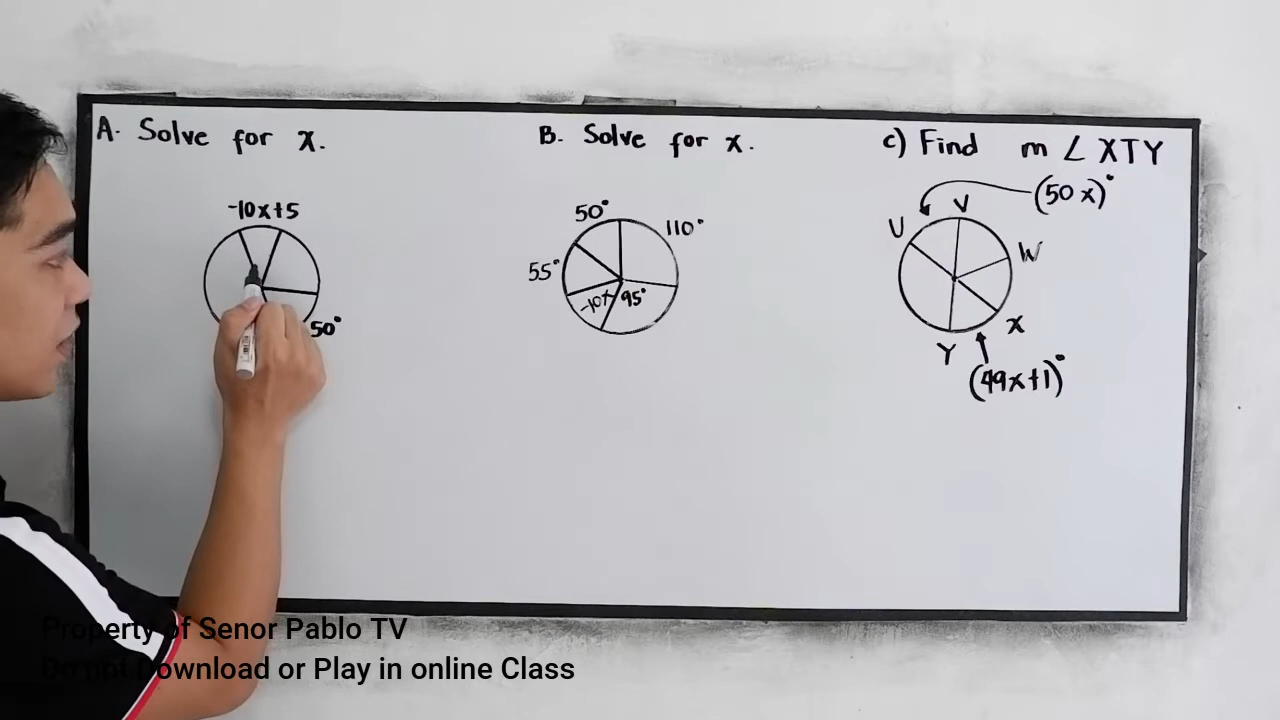 A. Solve for x.
-10x+5
50°
B. Solve for x.
50°
110°
55°
-10x
95°
c) Find m ∠ XTY
(50x)°
U
V
W
X
Y
(49x+1)°
Property of Senor Pablo TV
Do not Download or Play in online Class